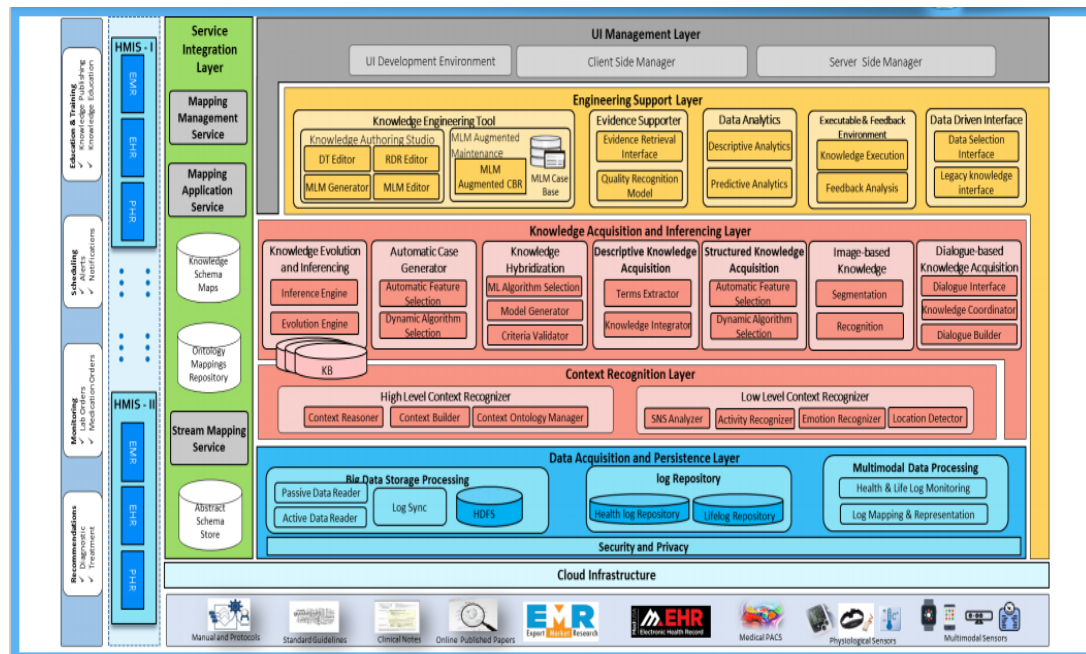 Education & Training
✓ Knowledge Publishing
✓ Knowledge Education
Scheduling
✓ Alerts
✓ Notifications
Monitoring
✓ Lab Orders
✓ Medication Orders
Recommendations
✓ Diagnostic
✓ Treatment
HMIS - I
EMR
EHR
PHR
HMIS - II
EMR
EHR
PHR
Service
Integration
Layer
Mapping
Management
Service
Mapping
Application
Service
Knowledge
Schema
Maps
Ontology
Mappings
Repository
Stream Mapping
Service
Abstract
Schema
Store
UI Management Layer
UI Development Environment
Client Side Manager
Server Side Manager
Engineering Support Layer
Knowledge Engineering Tool
Knowledge Authoring Studio
DT Editor
RDR Editor
MLM Generator
MLM Editor
MLM Augmented
Maintenance
MLM
Augmented CBR
MLM Case
Base
Evidence Supporter
Evidence Retrieval
Interface
Quality Recognition
Model
Data Analytics
Descriptive Analytics
Predictive Analytics
Executable & Feedback
Environment
Knowledge Execution
Feedback Analysis
Data Driven Interface
Data Selection
Interface
Legacy knowledge
interface
Knowledge Acquisition and Inferencing Layer
Knowledge Evolution
and Inferencing
Inference Engine
Evolution Engine
KB
Automatic Case
Generator
Automatic Feature
Selection
Dynamic Algorithm
Selection
Knowledge
Hybridization
ML Algorithm Selection
Model Generator
Criteria Validator
Descriptive Knowledge
Acquisition
Terms Extractor
Knowledge Integrator
Structured Knowledge
Acquisition
Automatic Feature
Selection
Dynamic Algorithm
Selection
Image-based
Knowledge
Segmentation
Recognition
Dialogue-based
Knowledge Acquisition
Dialogue Interface
Knowledge Coordinator
Dialogue Builder
Context Recognition Layer
High Level Context Recognizer
Context Reasoner
Context Builder
Context Ontology Manager
Low Level Context Recognizer
SNS Analyzer
Activity Recognizer
Emotion Recognizer
Location Detector
Data Acquisition and Persistence Layer
Big Data Storage Processing
Passive Data Reader
Active Data Reader
Log Sync
HDFS
log Repository
Health log Repository
Lifelog Repository
Multimodal Data Processing
Health & Life Log Monitoring
Log Mapping & Representation
Security and Privacy
Cloud Infrastructure
Manual and Protocols
Standard Guidelines
Clinical Notes
Online Published Papers
EMR
Expert Market Research
EHR
Electronic Health Record
Medical PACS
Physiological Sensors
Multimodal Sensors